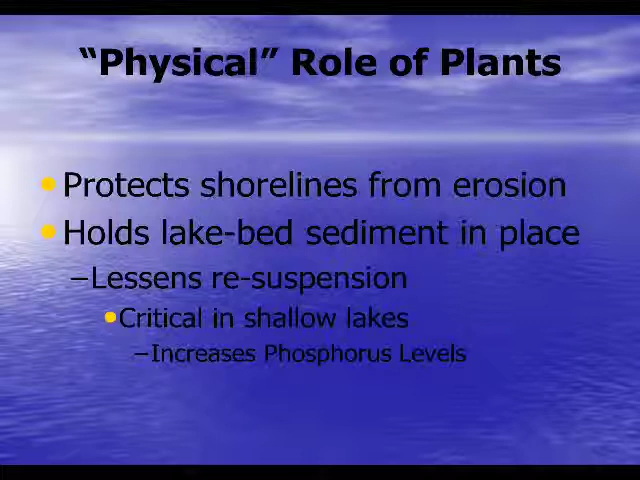 “Physical” Role of Plants
•Protects shorelines from erosion
•Holds lake-bed sediment in place
–Lessens re-suspension
•Critical in shallow lakes
–Increases Phosphorus Levels